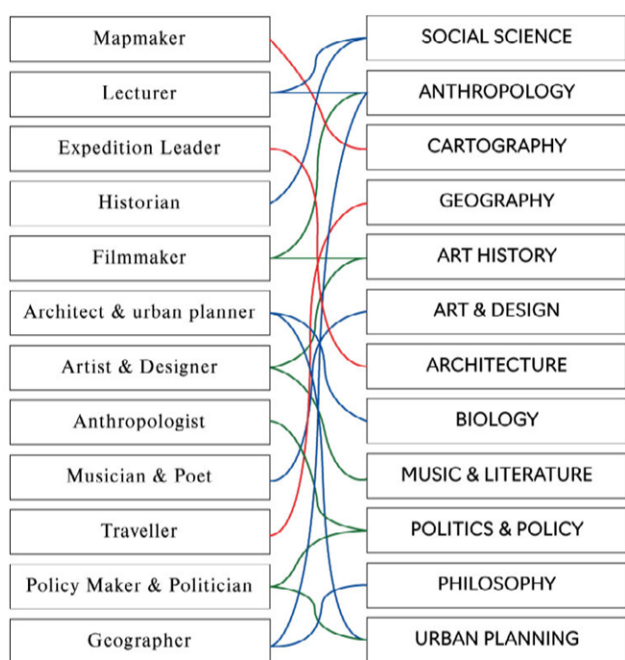 Mapmaker
Lecturer
Expedition Leader
Historian
Filmmaker
Architect & urban planner
Artist & Designer
Anthropologist
Musician & Poet
Traveller
Policy Maker & Politician
Geographer
SOCIAL SCIENCE
ANTHROPOLOGY
CARTOGRAPHY
GEOGRAPHY
ART HISTORY
ART & DESIGN
ARCHITECTURE
BIOLOGY
MUSIC & LITERATURE
POLITICS & POLICY
PHILOSOPHY
URBAN PLANNING